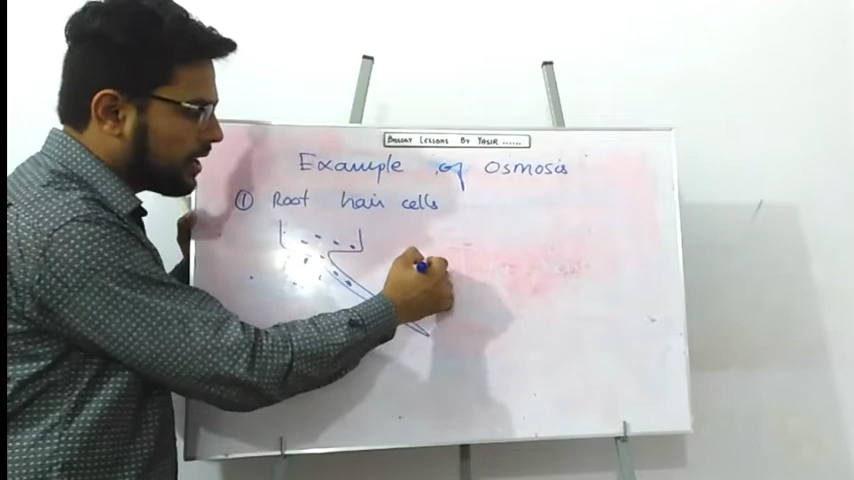 BIOLOGY LESSONS BY YASIR ......
Example of Osmosis
① Root hair cells